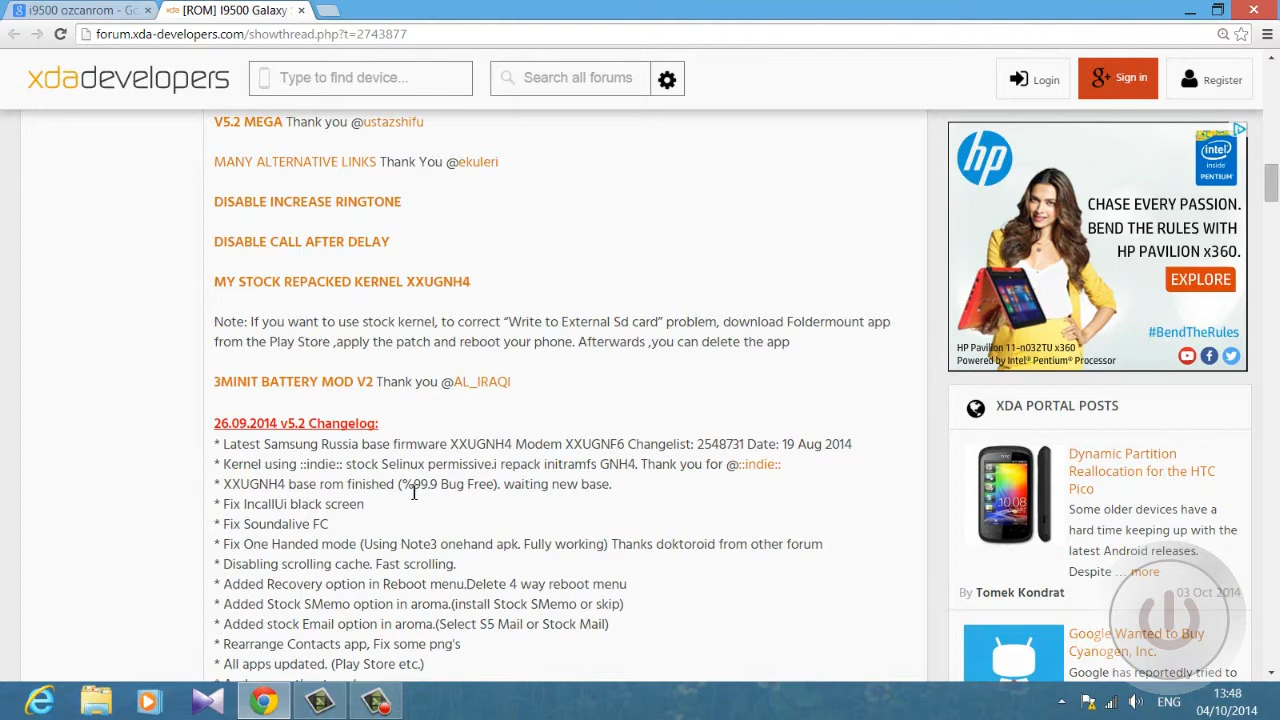 i9500 ozcanrom - Go
[ROM] I9500 Galaxy
forum.xda-developers.com/showthread.php?t=2743877
xdadevelopers
Type to find device...
Search all forums
Login
g+ Sign in
Register
V5.2 MEGA Thank you @ustazshifu
MANY ALTERNATIVE LINKS Thank You @ekuleri
DISABLE INCREASE RINGTONE
DISABLE CALL AFTER DELAY
MY STOCK REPACKED KERNEL XXUGNH4
Note: If you want to use stock kernel, to correct “Write to External Sd card” problem, download Foldermount app
from the Play Store ,apply the patch and reboot your phone. Afterwards ,you can delete the app
3MINIT BATTERY MOD V2 Thank you @AL_IRAQI
26.09.2014 v5.2 Changelog:
* Latest Samsung Russia base firmware XXUGNH4 Modem XXUGNF6 Changelist: 2548731 Date: 19 Aug 2014
* Kernel using ::indie:: stock Selinux permissive.i repack initramfs GNH4. Thank you for @::indie::
* XXUGNH4 base rom finished (%99.9 Bug Free). waiting new base.
* Fix IncallUi black screen
* Fix Soundalive FC
* Fix One Handed mode (Using Note3 onehand apk. Fully working) Thanks doktoroid from other forum
* Disabling scrolling cache. Fast scrolling.
* Added Recovery option in Reboot menu.Delete 4 way reboot menu
* Added Stock SMemo option in aroma.(install Stock SMemo or skip)
* Added stock Email option in aroma.(Select S5 Mail or Stock Mail)
* Rearrange Contacts app, Fix some png's
* All apps updated. (Play Store etc.)
hp
intel
inside
PENTIUM
CHASE EVERY PASSION.
BEND THE RULES WITH
HP PAVILION x360.
EXPLORE
#BendTheRules
HP Pavilion 11-n032TU x360
Powered by Intel® Pentium® Processor
XDA PORTAL POSTS
Dynamic Partition
Reallocation for the HTC
Pico
Some older devices have a
hard time keeping up with the
latest Android releases.
Despite … more
By Tomek Kondrat
03 Oct 2014
Google Wanted to Buy
Cyanogen, Inc.
Google has reportedly tried to
ENG
13:48
04/10/2014